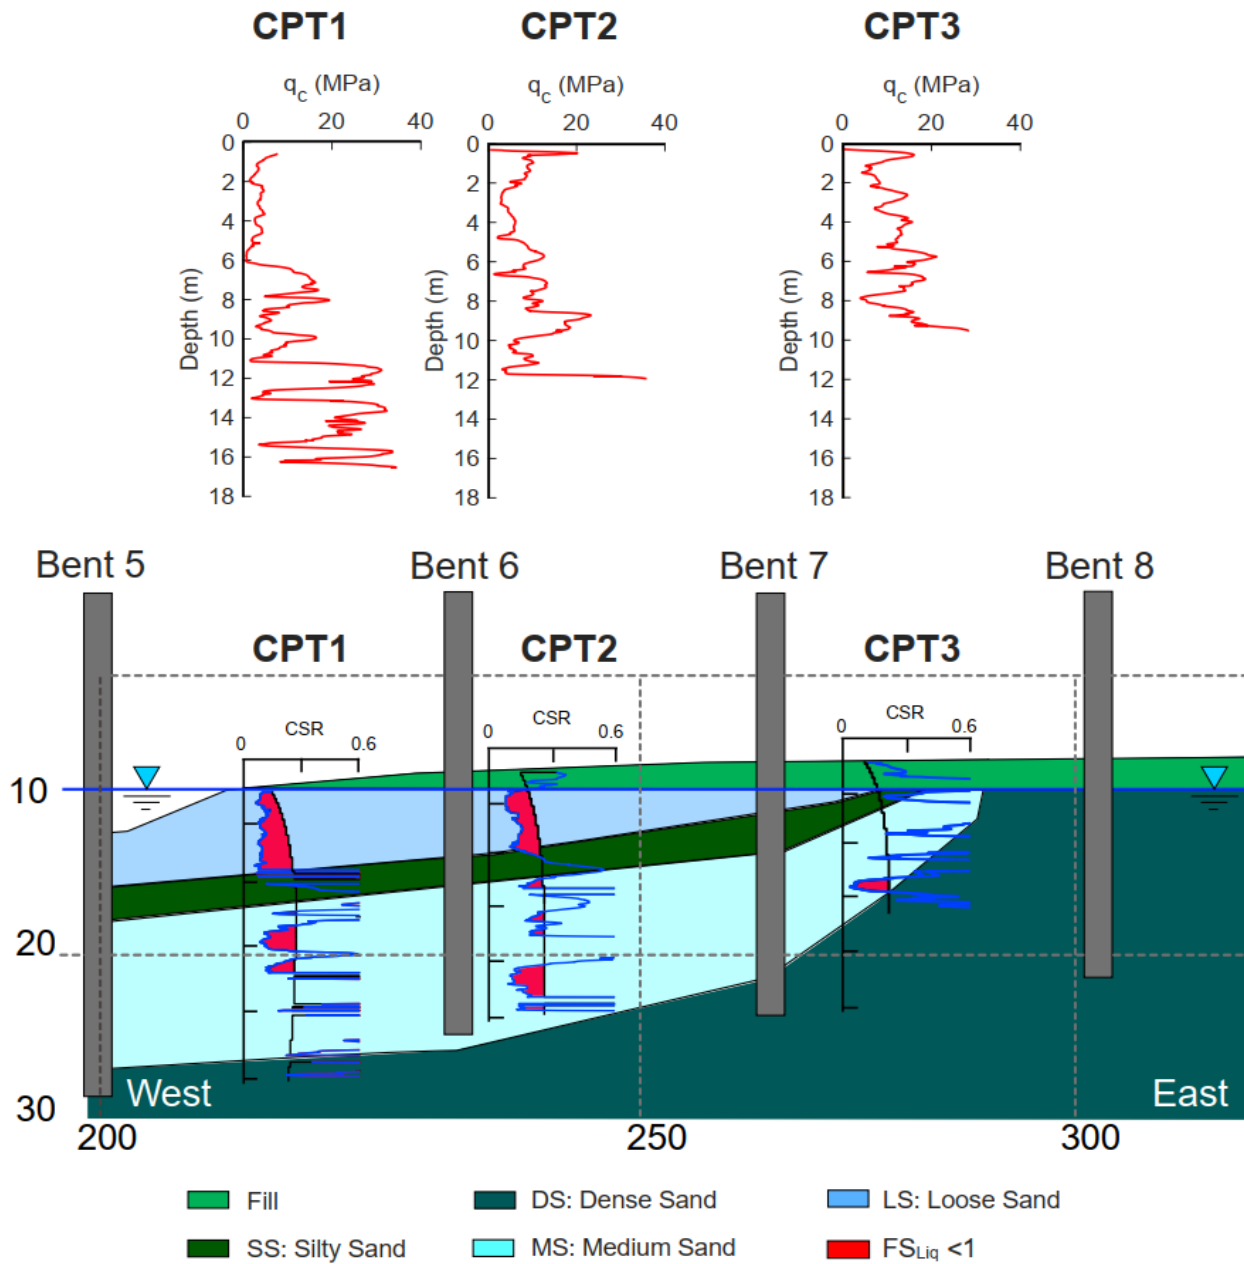 CPT1 CPT2 CPT3
qc (MPa) qc (MPa) qc (MPa)
0 20 40 0 20 40 0 20 40
0 0 0
2 2 2
4 4 4
6 6 6
8 8 8
10 10 10
12 12 12
14 14 14
16 16 16
18 18 18
Depth (m) Depth (m) Depth (m)
Bent 5 Bent 6 Bent 7 Bent 8
CPT1 CPT2 CPT3
CSR CSR CSR
0 0.6 0 0.6 0 0.6
10
20
30
West East
200 250 300
Fill DS: Dense Sand LS: Loose Sand
SS: Silty Sand MS: Medium Sand FSLiq <1